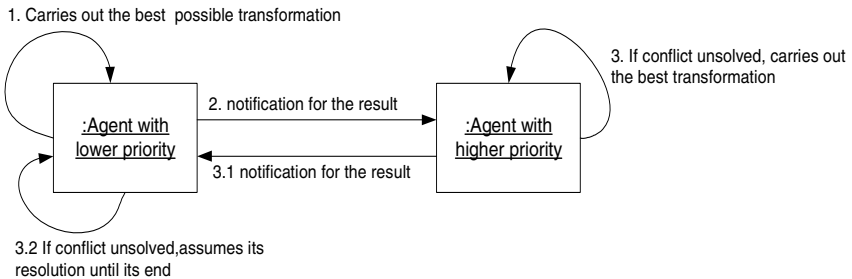 1. Carries out the best possible transformation
3. If conflict unsolved, carries out
the best transformation
2. notification for the result
:Agent with
lower priority
:Agent with
higher priority
3.1 notification for the result
3.2 If conflict unsolved,assumes its
resolution until its end